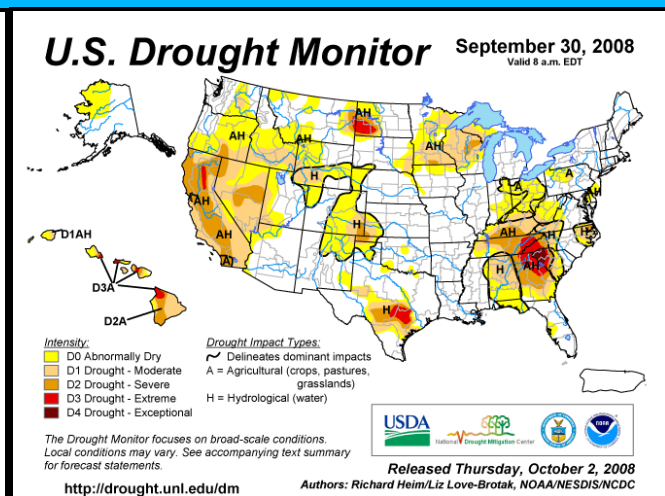 U.S. Drought Monitor
September 30, 2008
Valid 8 a.m. EDT
AH
AH
AH
H
AH
AH
A
H
H
A
A
A
H
AH
AH
H
AH
D1AH
D3A
D2A
Intensity:
D0 Abnormally Dry
D1 Drought - Moderate
D2 Drought - Severe
D3 Drought - Extreme
D4 Drought - Exceptional
Drought Impact Types:
Delineates dominant impacts
A = Agricultural (crops, pastures,
grasslands)
H = Hydrological (water)
The Drought Monitor focuses on broad-scale conditions.
Local conditions may vary. See accompanying text summary
for forecast statements.
http://drought.unl.edu/dm
USDA
National Drought Mitigation Center
noaa
Released Thursday, October 2, 2008
Authors: Richard Heim/Liz Love-Brotak, NOAA/NESDIS/NCDC